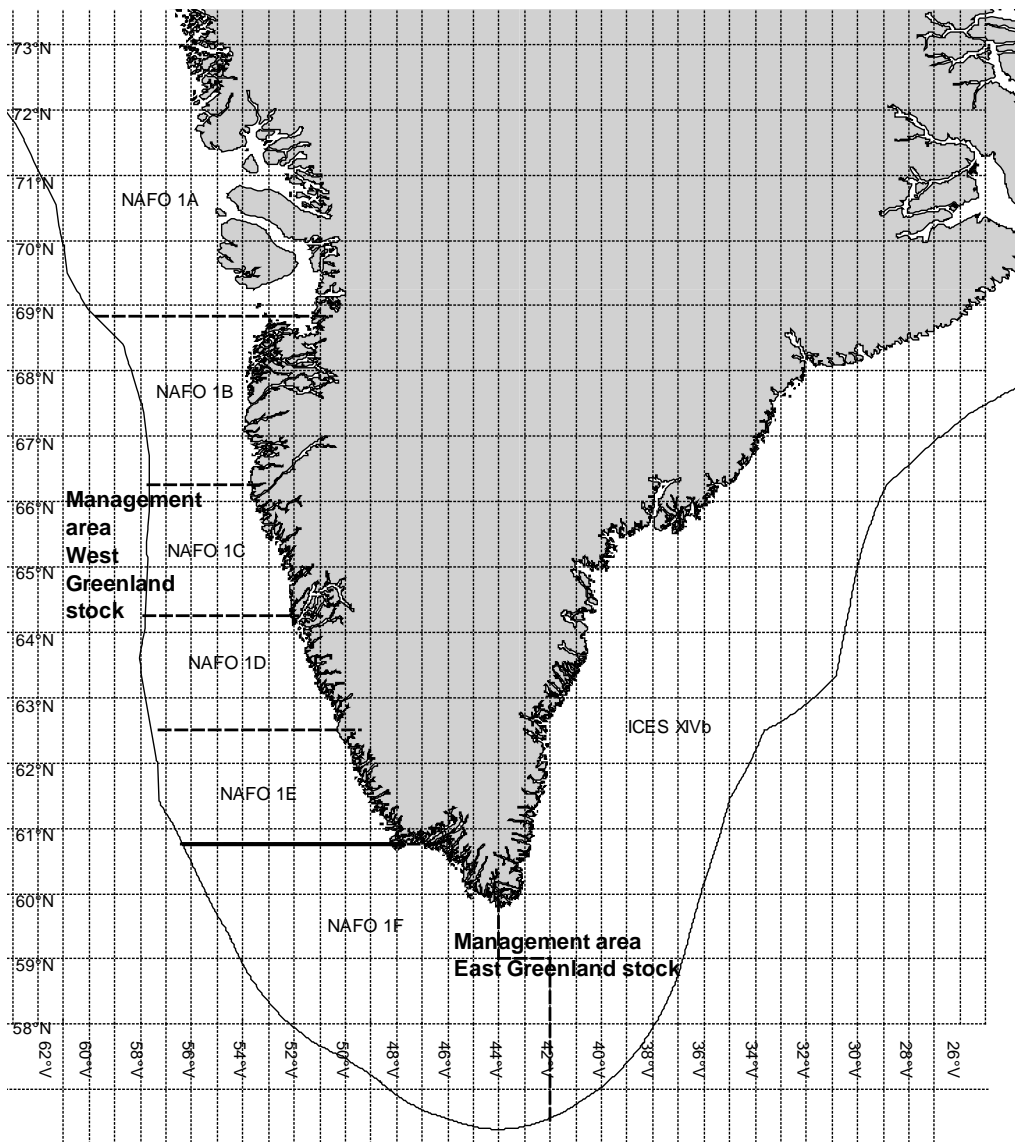 73°N
72°N
71°N
NAFO 1A
70°N
69°N
68°N
NAFO 1B
67°N
66°N
Management
area
West
Greenland
stock
NAFO 1C
65°N
64°N
NAFO 1D
63°N
ICES XIVb
62°N
NAFO 1E
61°N
60°N
NAFO 1F
Management area
East Greenland stock
59°N
58°N
62°V
60°V
58°V
56°V
54°V
52°V
50°V
48°V
46°V
44°V
42°V
40°V
38°V
36°V
34°V
32°V
30°V
28°V
26°V